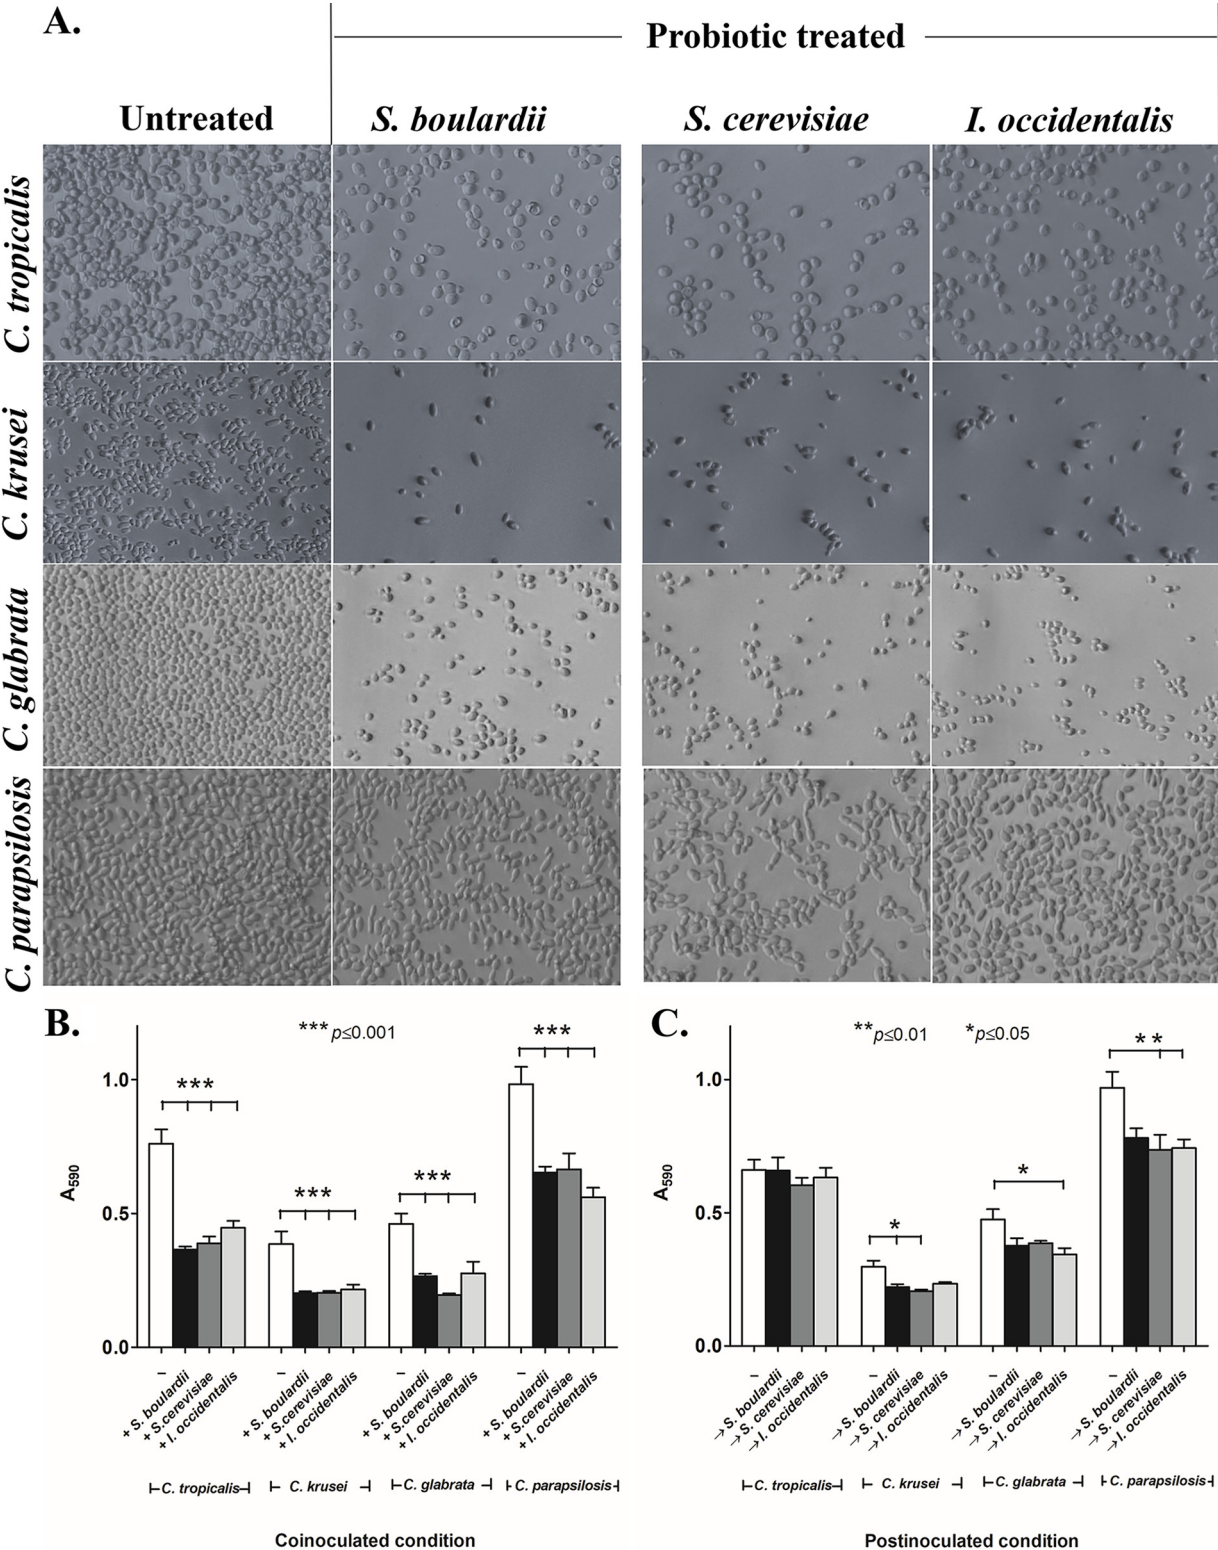 A.
Probiotic treated
Untreated
S. boulardii
S. cerevisiae
I. occidentalis
C. tropicalis
C. krusei
C. glabrata
C. parapsilosis
B.
***p≤0.001
***
***
***
***
A590
1.0
0.5
0.0
–
+ S. boulardii
+ S.cerevisiae
+I. occidentalis
–
+ S. boulardii
+ S.cerevisiae
+I. occidentalis
–
+ S. boulardii
+ S.cerevisiae
+I. occidentalis
–
+ S. boulardii
+ S.cerevisiae
+I. occidentalis
C. tropicalis
C. krusei
C. glabrata
C. parapsilosis
Coinoculated condition
C.
**p≤0.01 *p≤0.05
**
*
*
A590
1.0
0.5
0.0
–
→S. boulardii
→S. cerevisiae
→I. occidentalis
–
→S. boulardii
→S. cerevisiae
→I. occidentalis
–
→S. boulardii
→S. cerevisiae
→I. occidentalis
–
→S. boulardii
→S. cerevisiae
→I. occidentalis
C. tropicalis
C. krusei
C. glabrata
C. parapsilosis
Postinoculated condition